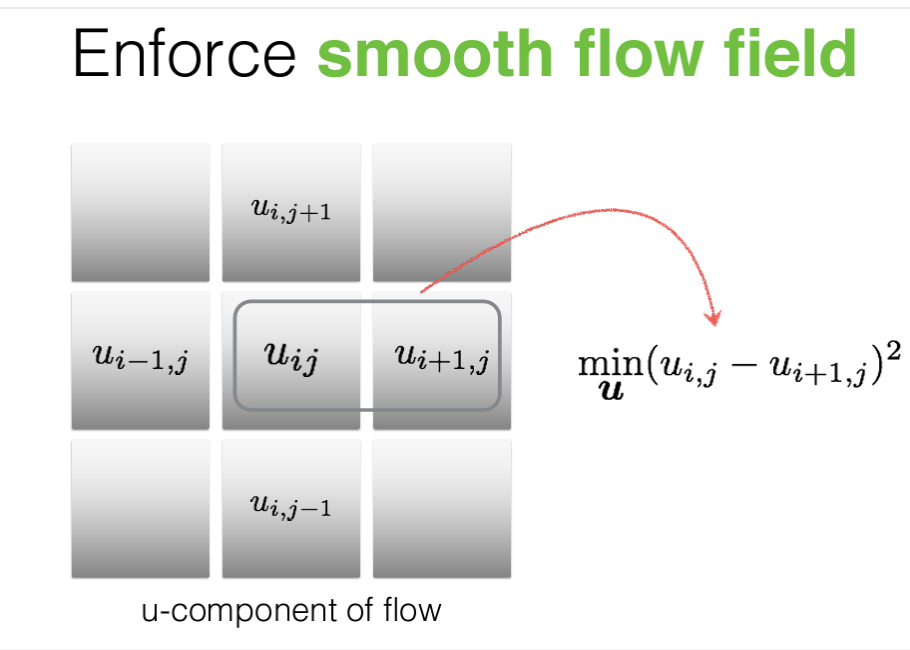 Enforce smooth flow field
u_{i,j+1}
u_{i-1,j} u_{ij} u_{i+1,j}
min_{u}(u_{i,j} − u_{i+1,j})^2
u_{i,j-1}
u-component of flow